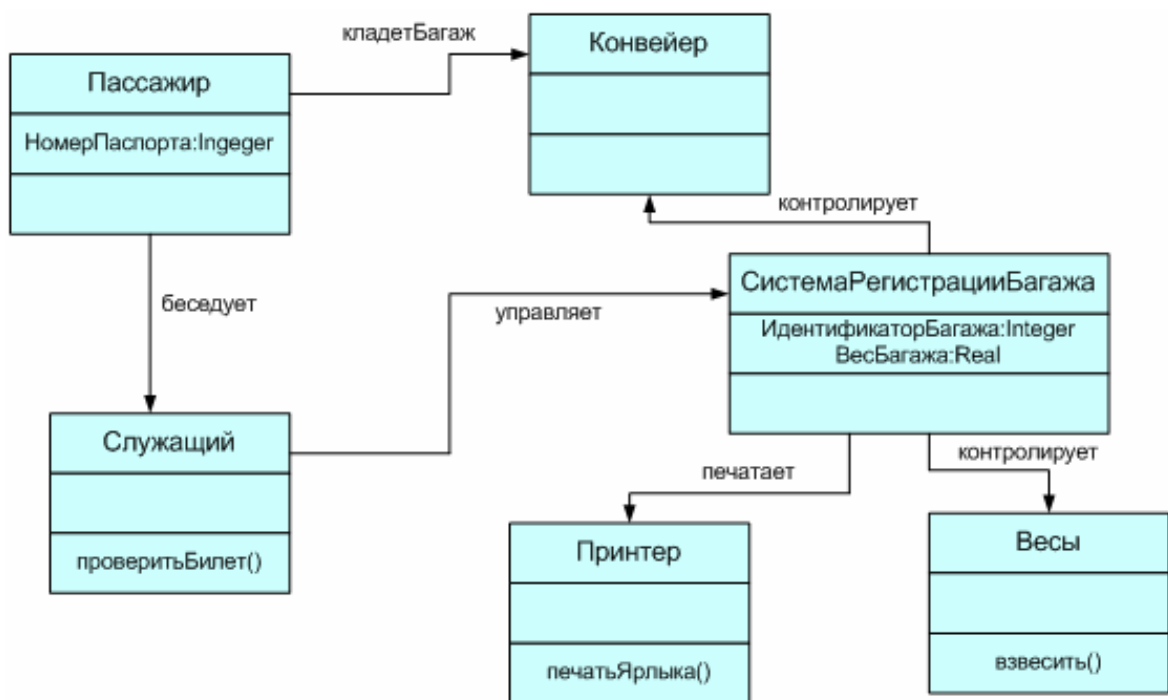 кладетБагаж
Конвейер
Пассажир
НомерПаспорта:Ingeger
контролирует
СистемаРегистрацииБагажа
ИдентификаторБагажа:Integer
ВесБагажа:Real
беседует
управляет
Служащий
проверитьБилет()
печатает
контролирует
Принтер
печатьЯрлыка()
Весы
взвесить()